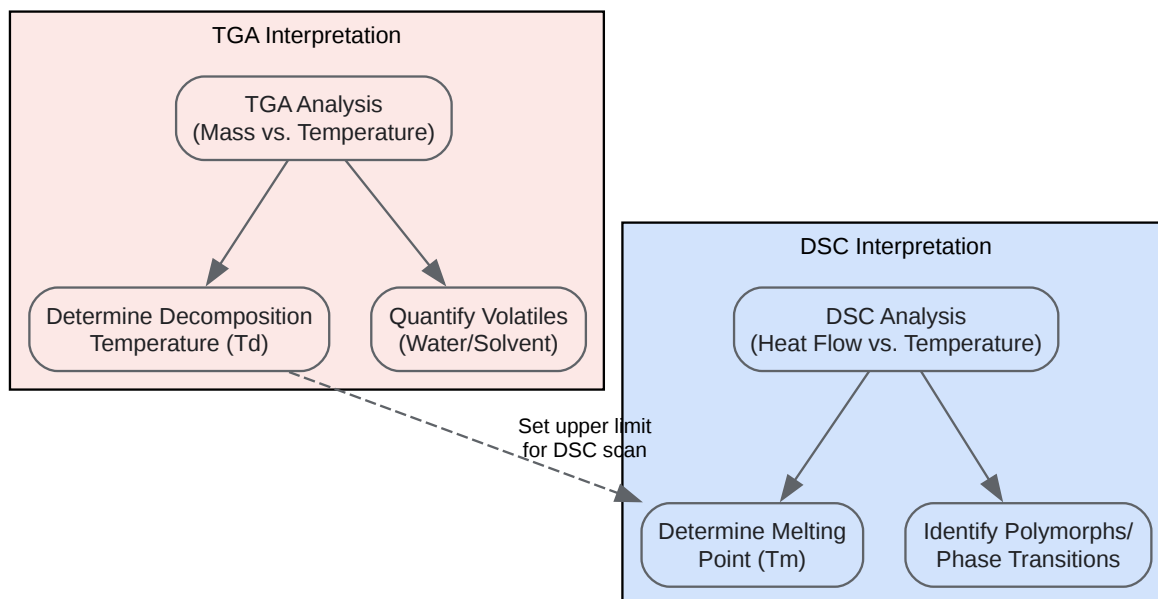 TGA Interpretation
TGA Analysis
(Mass vs. Temperature)
Determine Decomposition
Temperature (Td)
Quantify Volatiles
(Water/Solvent)
Set upper limit
for DSC scan
DSC Interpretation
DSC Analysis
(Heat Flow vs. Temperature)
Determine Melting
Point (Tm)
Identify Polymorphs/
Phase Transitions